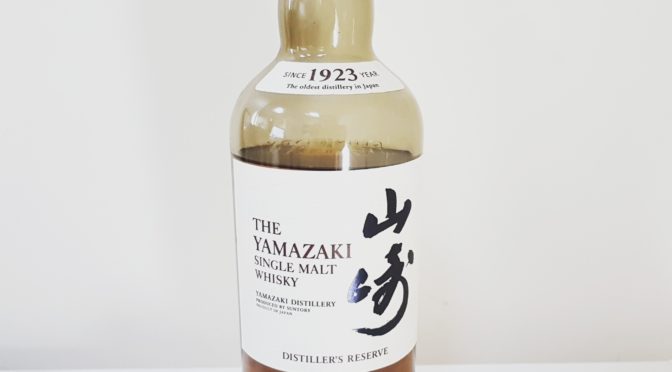 SINCE 1923 YEAR
The oldest distillery in Japan
山崎
THE
YAMAZAKI
SINGLE MALT
WHISKY
YAMAZAKI DISTILLERY
PRODUCED BY SUNTORY
PRODUCT OF JAPAN
DISTILLER'S RESERVE